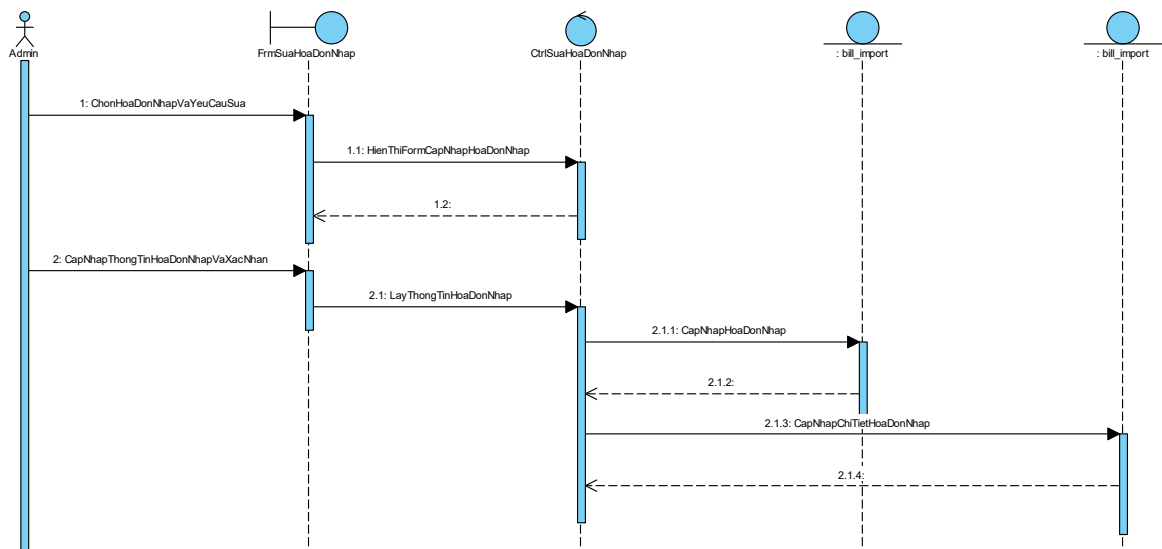 Admin
FrmSuaHoaDonNhap
CtrlSuaHoaDonNhap
: bill_import
: bill_import
1: ChonHoaDonNhapVaYeuCauSua
1.1: HienThiFormCapNhapHoaDonNhap
1.2:
2: CapNhapThongTinHoaDonNhapVaXacNhan
2.1: LayThongTinHoaDonNhap
2.1.1: CapNhapHoaDonNhap
2.1.2:
2.1.3: CapNhapChiTietHoaDonNhap
2.1.4: